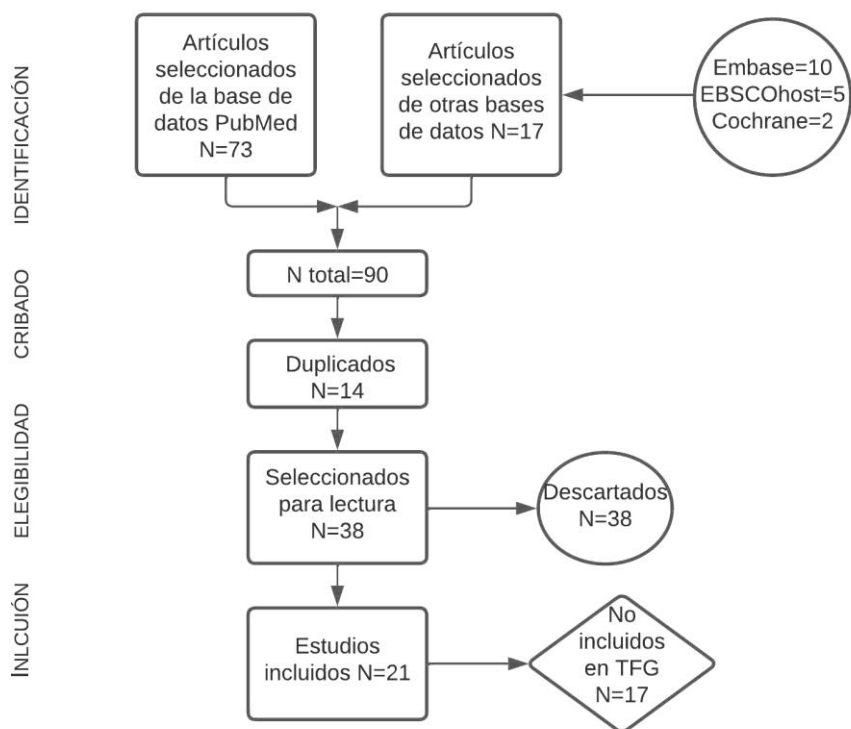 IDENTIFICACIÓN
Artículos
seleccionados
de la base de
datos PubMed
N=73
Artículos
seleccionados
de otras bases
de datos N=17
Embase=10
EBSCOhost=5
Cochrane=2
CRIBADO
N total=90
Duplicados
N=14
ELEGIBILIDAD
Seleccionados
para lectura
N=38
Descartados
N=38
INLCUIÓN
Estudios
incluidos N=21
No
incluidos
en TFG
N=17